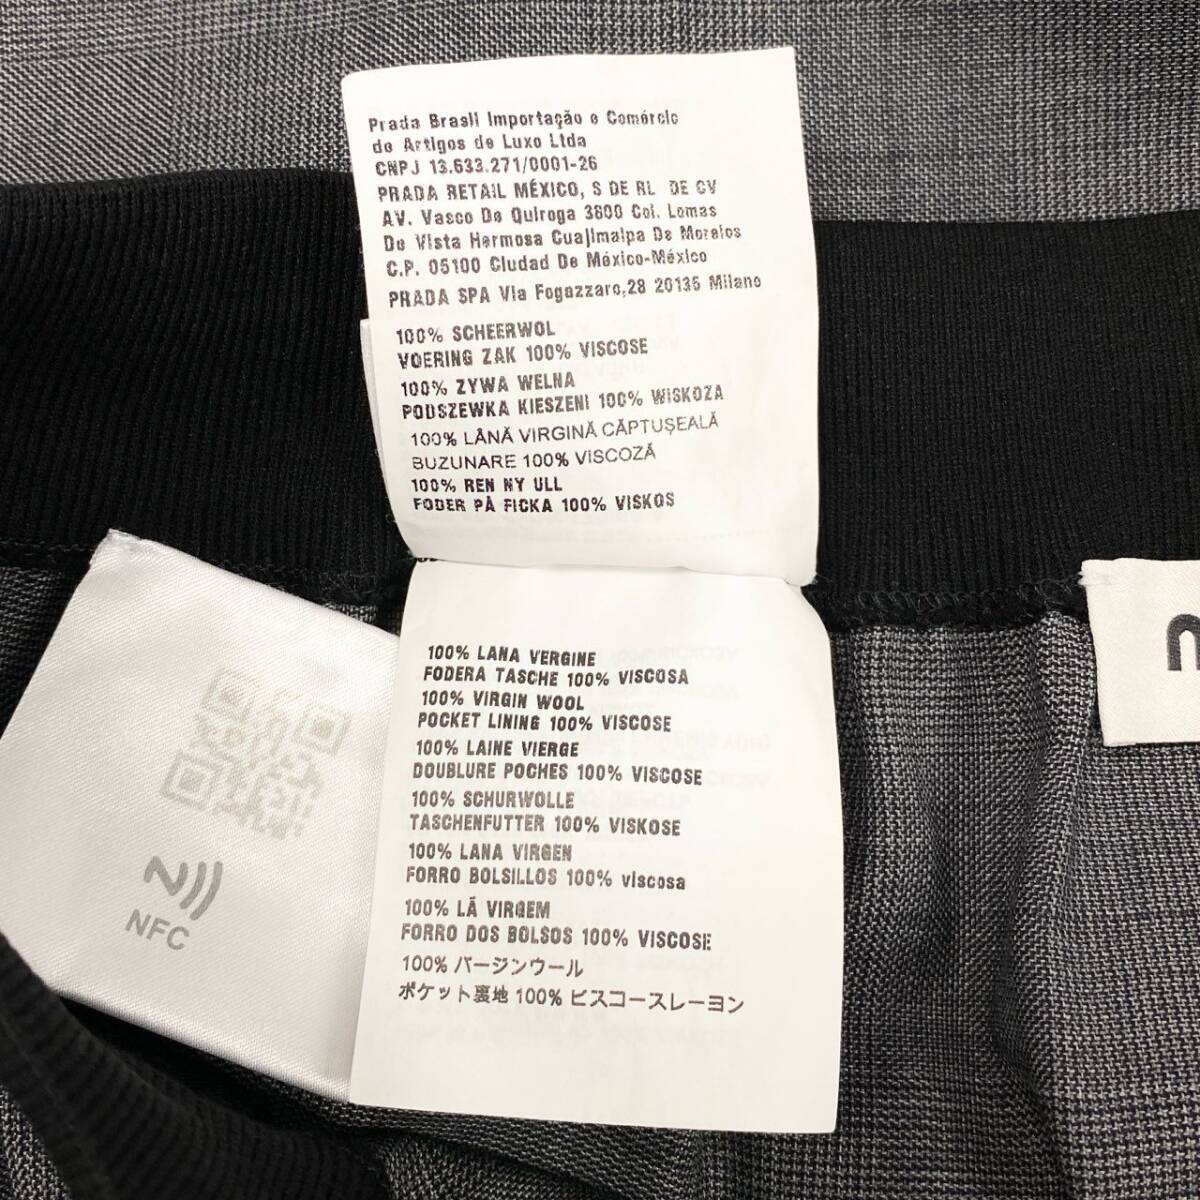 Prada Brasil Importação e Comércio
de Artigos de Luxo Ltda
CNPJ 13.633.271/0001-26
PRADA RETAIL MÉXICO, S DE RL DE CV
AV. Vasco De Quiroga 3800 Col. Lomas
De Vista Hermosa Cuajimalpa De Morelos
C.P. 05100 Ciudad De México-México
PRADA SPA Via Fogazzaro,28 20135 Milano
100% SCHEERWOL
VOERING ZAK 100% VISCOSE
100% ZYWA WELNA
PODSZEWKA KIESZENI 100% WISKOZA
100% LÂNĂ VIRGINĂ CĂPTUȘEALĂ
BUZUNARE 100% VISCOZĂ
100% REN NY ULL
FODER PÅ FICKA 100% VISKOS
100% LANA VERGINE
FODERA TASCHE 100% VISCOSA
100% VIRGIN WOOL
POCKET LINING 100% VISCOSE
100% LAINE VIERGE
DOUBLURE POCHES 100% VISCOSE
100% SCHURWOLLE
TASCHENFUTTER 100% VISKOSE
100% LANA VIRGEN
FORRO BOLSILLOS 100% viscosa
100% LÃ VIRGEM
FORRO DOS BOLSOS 100% VISCOSE
100% バージンウール
ポケット裏地 100% ビスコースレーヨン
NFC